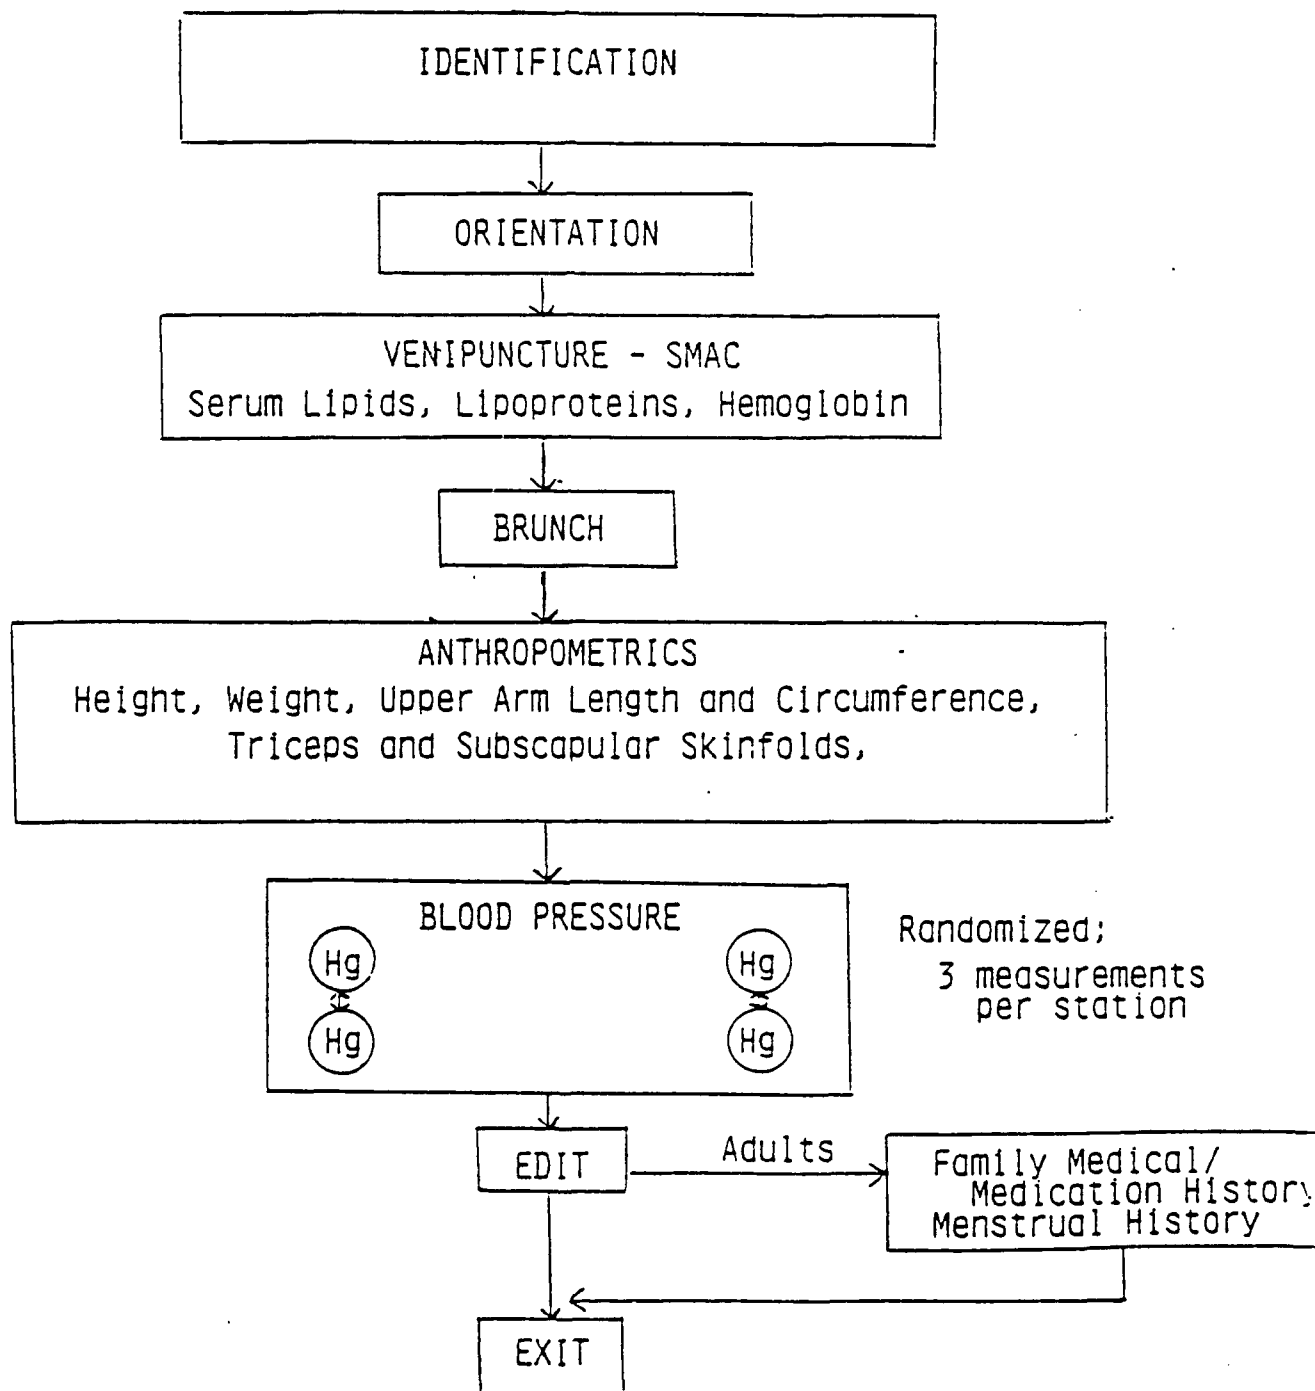 IDENTIFICATION
ORIENTATION
VENIPUNCTURE - SMAC
Serum Lipids, Lipoproteins, Hemoglobin
BRUNCH
ANTHROPOMETRICS
Height, Weight, Upper Arm Length and Circumference,
Triceps and Subscapular Skinfolds,
BLOOD PRESSURE
Hg
Hg
Hg
Hg
Randomized;
3 measurements
per station
EDIT
Adults
Family Medical/
Medication History
Menstrual History
EXIT